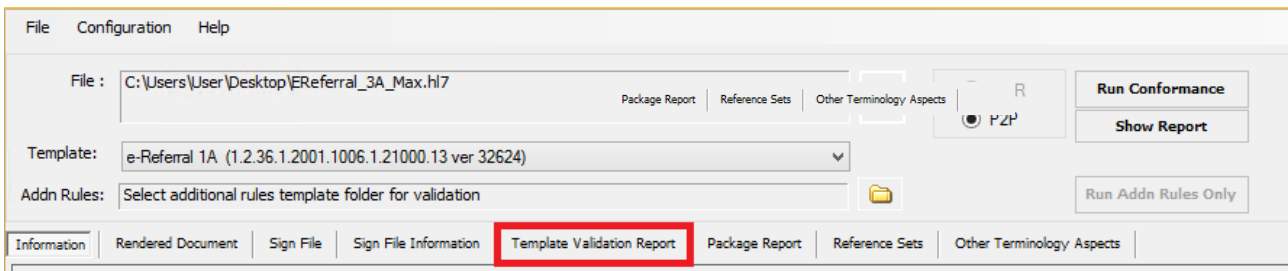 File Configuration Help
File : C:\Users\User\Desktop\EReferral_3A_Max.hl7
Package Report Reference Sets Other Terminology Aspects
R
P2P
Run Conformance
Show Report
Template: e-Referral 1A (1.2.36.1.2001.1006.1.21000.13 ver 32624)
Addn Rules: Select additional rules template folder for validation
Run Addn Rules Only
Information Rendered Document Sign File Sign File Information Template Validation Report Package Report Reference Sets Other Terminology Aspects